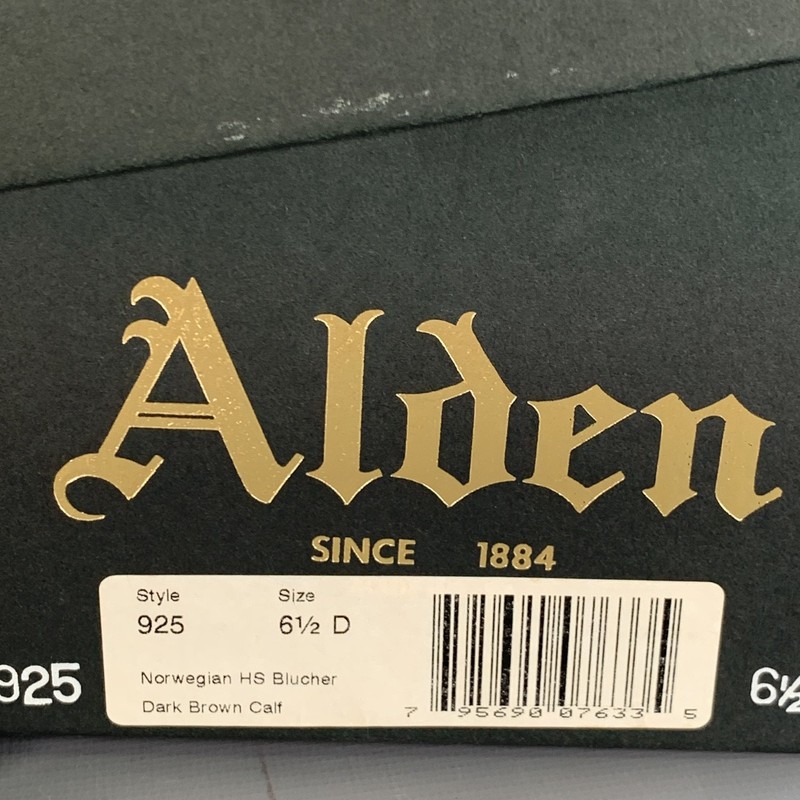 Alden
SINCE 1884
Style Size
925 6½ D
Norwegian HS Blucher
Dark Brown Calf
7 95690 07633 5
925 6½